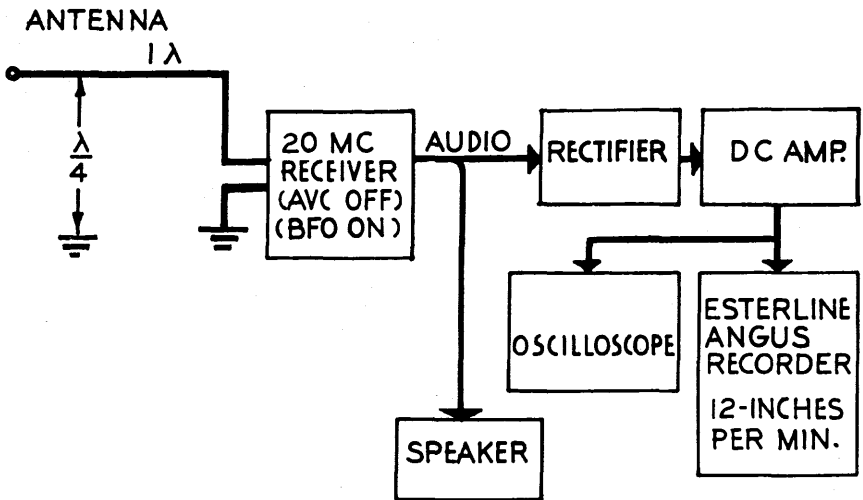 ANTENNA
1 λ
λ
4
20 MC
RECEIVER
(AVC OFF)
(BFO ON)
AUDIO
RECTIFIER
DC AMP.
OSCILLOSCOPE
ESTERLINE
ANGUS
RECORDER
12-INCHES
PER MIN.
SPEAKER